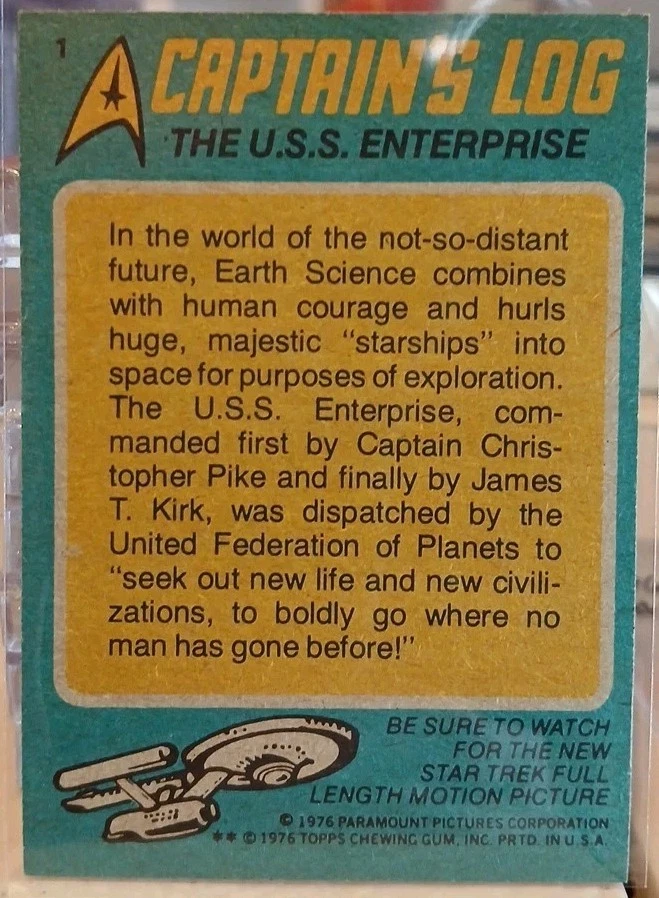 1
CAPTAIN'S LOG
THE U.S.S. ENTERPRISE
In the world of the not-so-distant
future, Earth Science combines
with human courage and hurls
huge, majestic “starships” into
space for purposes of exploration.
The U.S.S. Enterprise, com-
manded first by Captain Chris-
topher Pike and finally by James
T. Kirk, was dispatched by the
United Federation of Planets to
“seek out new life and new civili-
zations, to boldly go where no
man has gone before!”
BE SURE TO WATCH
FOR THE NEW
STAR TREK FULL
LENGTH MOTION PICTURE
© 1976 PARAMOUNT PICTURES CORPORATION
** © 1976 TOPPS CHEWING GUM, INC. PRTD. IN U.S.A.